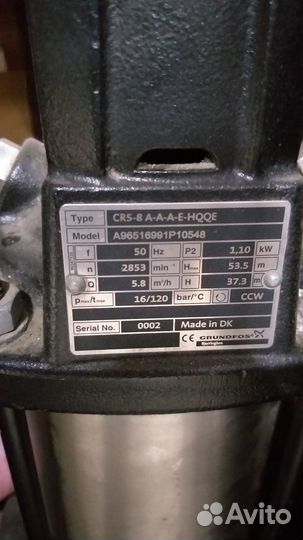 Type CR5-8 A-A-A-E-HQQE
Model A96516991P10548
f 50 Hz P2 1,10 kW
n 2853 min⁻¹ Hmax 53.5 m
Q 5.8 m³/h H 37.3 m
pmax/tmax 16/120 bar/°C CCW
Serial No. 0002 Made in DK
CE GRUNDFOS
Avito